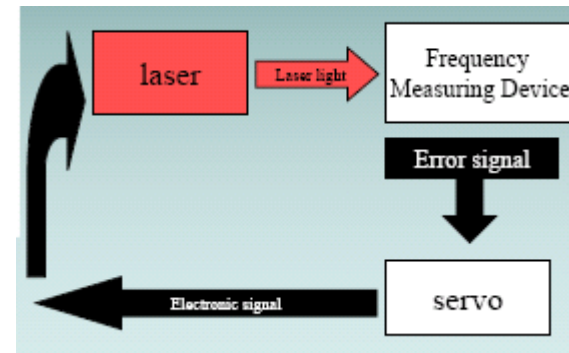 laser
Laser light
Frequency
Measuring Device
Error signal
Electronic signal
servo